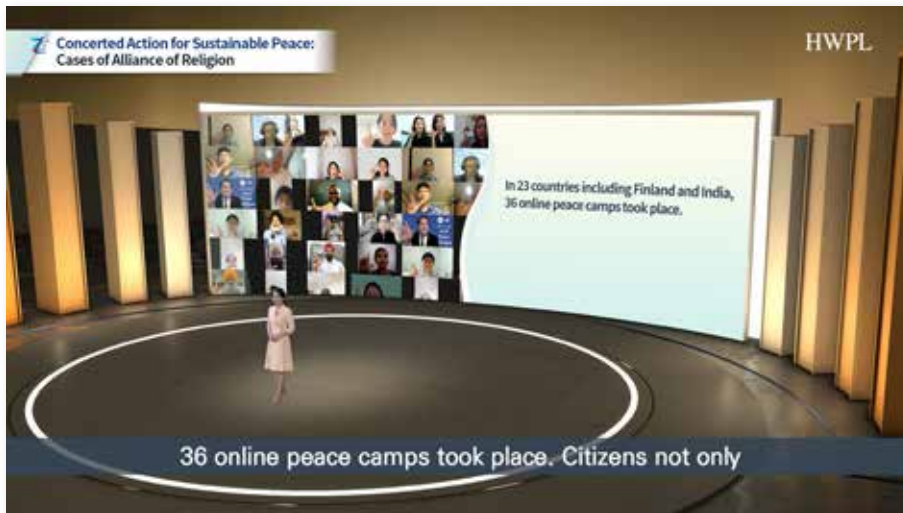 Concerted Action for Sustainable Peace:
Cases of Alliance of Religion
HWPL
In 23 countries including Finland and India,
36 online peace camps took place.
36 online peace camps took place. Citizens not only